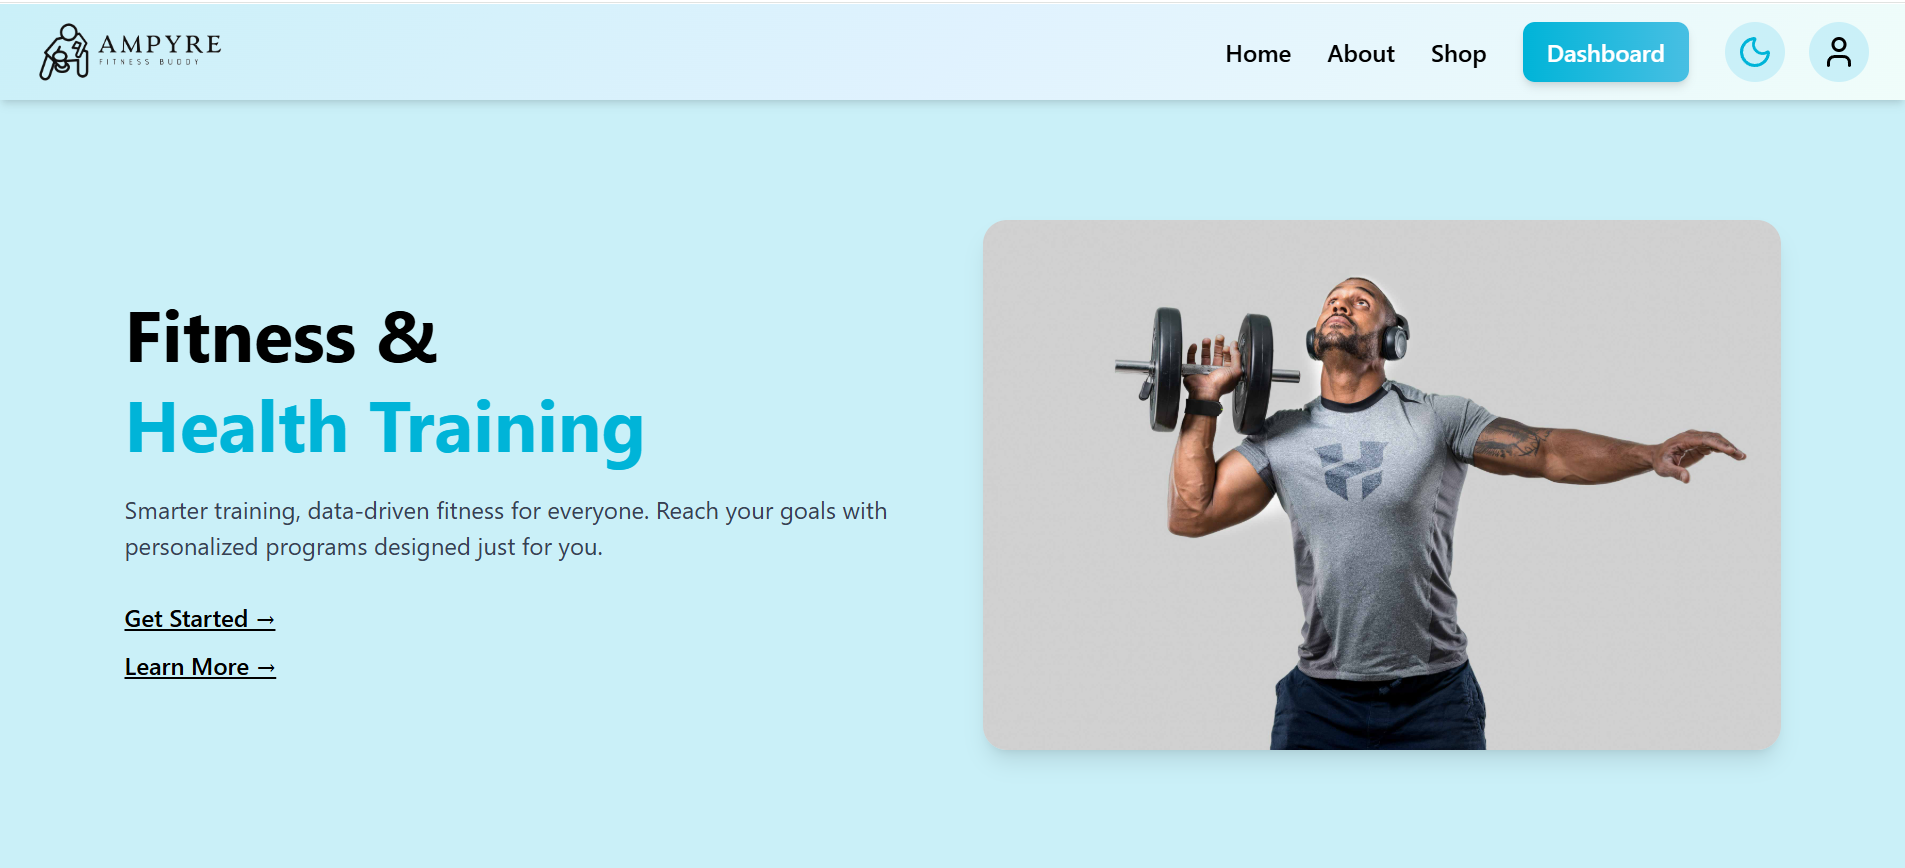 AMPYRE
FITNESS BUDDY
Home
About
Shop
Dashboard
Fitness &
Health Training
Smarter training, data-driven fitness for everyone. Reach your goals with
personalized programs designed just for you.
Get Started →
Learn More →